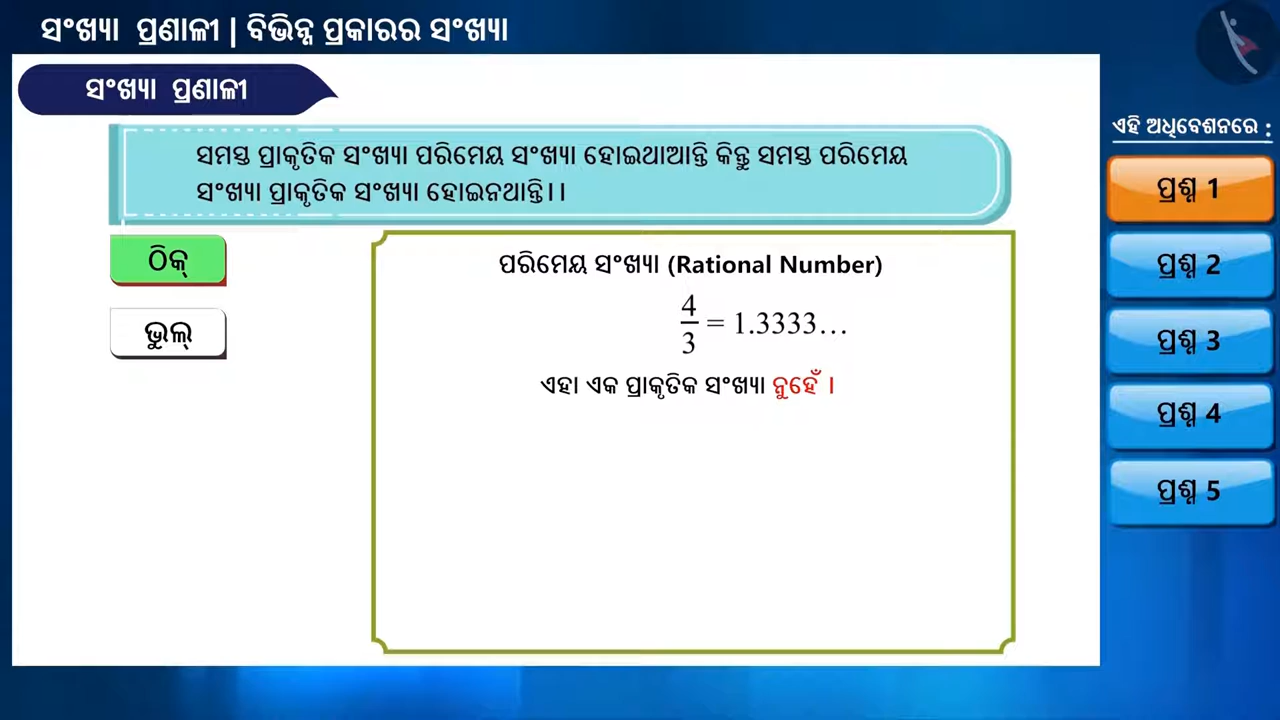 ସଂଖ୍ୟା ପ୍ରଣାଳୀ | ବିଭିନ୍ନ ପ୍ରକାରର ସଂଖ୍ୟା
ସଂଖ୍ୟା ପ୍ରଣାଳୀ
ସମସ୍ତ ପ୍ରାକୃତିକ ସଂଖ୍ୟା ପରିମେୟ ସଂଖ୍ୟା ହୋଇଥାଆନ୍ତି କିନ୍ତୁ ସମସ୍ତ ପରିମେୟ
ସଂଖ୍ୟା ପ୍ରାକୃତିକ ସଂଖ୍ୟା ହୋଇନଥାନ୍ତି।।
ଠିକ୍
ଭୁଲ୍
ପରିମେୟ ସଂଖ୍ୟା (Rational Number)
4/3 = 1.3333...
ଏହା ଏକ ପ୍ରାକୃତିକ ସଂଖ୍ୟା ନୁହେଁ ।
ଏହି ଅଧିବେଶନରେ :
ପ୍ରଶ୍ନ 1
ପ୍ରଶ୍ନ 2
ପ୍ରଶ୍ନ 3
ପ୍ରଶ୍ନ 4
ପ୍ରଶ୍ନ 5